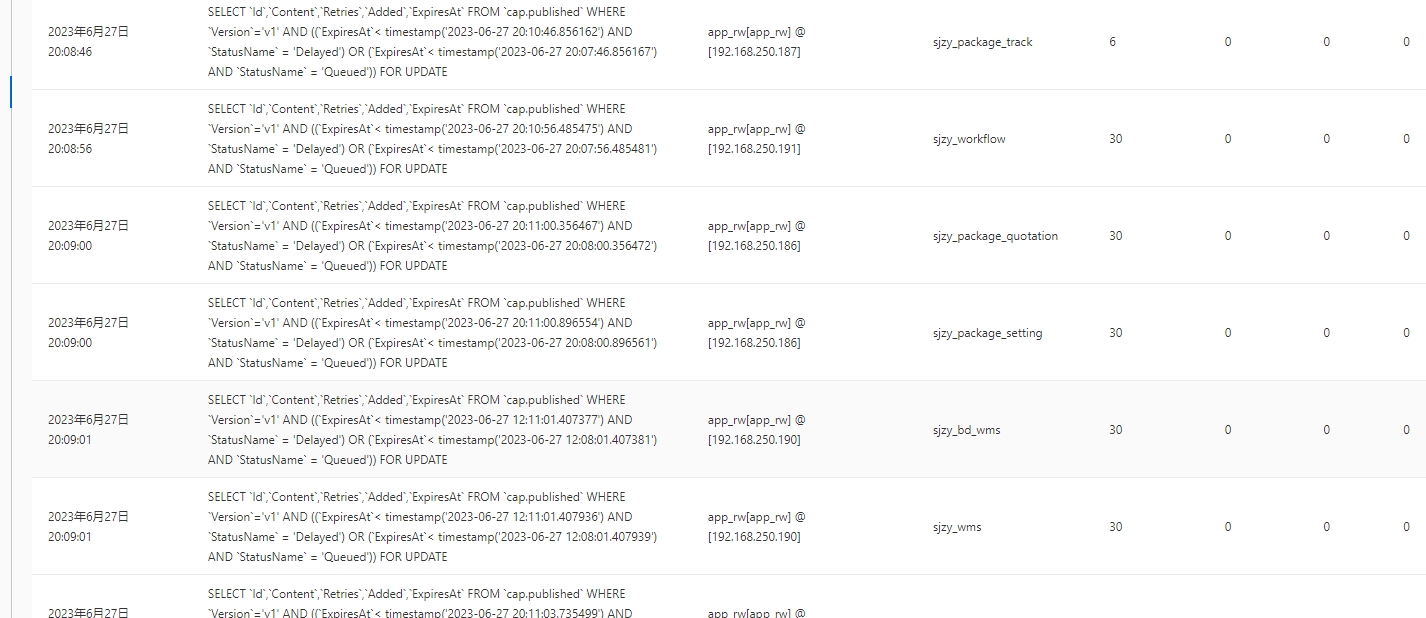 SELECT `Id`,`Content`,`Retries`,`Added`,`ExpiresAt` FROM `cap.published` WHERE
2023年6月27日
20:08:46
`Version`='v1' AND ((`ExpiresAt`< timestamp('2023-06-27 20:10:46.856162') AND
`StatusName` = 'Delayed') OR (`ExpiresAt`< timestamp('2023-06-27 20:07:46.856167')
AND `StatusName` = 'Queued')) FOR UPDATE
app_rw[app_rw] @
[192.168.250.187]
sjzy_package_track
6
0
0
0
2023年6月27日
20:08:56
SELECT `Id`,`Content`,`Retries`,`Added`,`ExpiresAt` FROM `cap.published` WHERE
`Version`='v1' AND ((`ExpiresAt`< timestamp('2023-06-27 20:10:56.485475') AND
`StatusName` = 'Delayed') OR (`ExpiresAt`< timestamp('2023-06-27 20:07:56.485481')
AND `StatusName` = 'Queued')) FOR UPDATE
app_rw[app_rw] @
[192.168.250.191]
sjzy_workflow
30
0
0
0
2023年6月27日
20:09:00
SELECT `Id`,`Content`,`Retries`,`Added`,`ExpiresAt` FROM `cap.published` WHERE
`Version`='v1' AND ((`ExpiresAt`< timestamp('2023-06-27 20:11:00.356467') AND
`StatusName` = 'Delayed') OR (`ExpiresAt`< timestamp('2023-06-27 20:08:00.356472')
AND `StatusName` = 'Queued')) FOR UPDATE
app_rw[app_rw] @
[192.168.250.186]
sjzy_package_quotation
30
0
0
0
2023年6月27日
20:09:00
SELECT `Id`,`Content`,`Retries`,`Added`,`ExpiresAt` FROM `cap.published` WHERE
`Version`='v1' AND ((`ExpiresAt`< timestamp('2023-06-27 20:11:00.896554') AND
`StatusName` = 'Delayed') OR (`ExpiresAt`< timestamp('2023-06-27 20:08:00.896561')
AND `StatusName` = 'Queued')) FOR UPDATE
app_rw[app_rw] @
[192.168.250.186]
sjzy_package_setting
30
0
0
0
2023年6月27日
20:09:01
SELECT `Id`,`Content`,`Retries`,`Added`,`ExpiresAt` FROM `cap.published` WHERE
`Version`='v1' AND ((`ExpiresAt`< timestamp('2023-06-27 12:11:01.407377') AND
`StatusName` = 'Delayed') OR (`ExpiresAt`< timestamp('2023-06-27 12:08:01.407381')
AND `StatusName` = 'Queued')) FOR UPDATE
app_rw[app_rw] @
[192.168.250.190]
sjzy_bd_wms
30
0
0
0
2023年6月27日
20:09:01
SELECT `Id`,`Content`,`Retries`,`Added`,`ExpiresAt` FROM `cap.published` WHERE
`Version`='v1' AND ((`ExpiresAt`< timestamp('2023-06-27 12:11:01.407936') AND
`StatusName` = 'Delayed') OR (`ExpiresAt`< timestamp('2023-06-27 12:08:01.407939')
AND `StatusName` = 'Queued')) FOR UPDATE
app_rw[app_rw] @
[192.168.250.190]
sjzy_wms
30
0
0
0
SELECT `Id`,`Content`,`Retries`,`Added`,`ExpiresAt` FROM `cap.published` WHERE
2023年6月27日
`Version`='v1' AND ((`ExpiresAt`< timestamp('2023-06-27 20:11:03.735499') AND
app_rw[app_rw] @